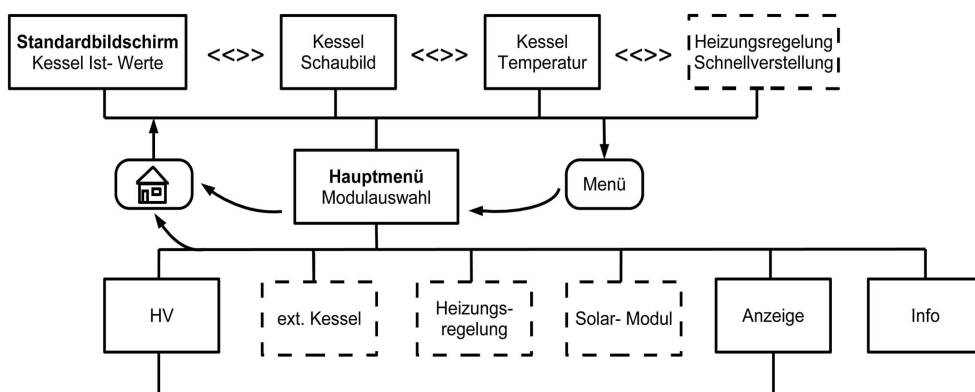 Standardbildschirm
Kessel Ist- Werte
<<>>
Kessel
Schaubild
<<>>
Kessel
Temperatur
<<>>
Heizungsregelung
Schnellverstellung
Hauptmenü
Modulauswahl
Menü
HV
ext. Kessel
Heizungs-
regelung
Solar- Modul
Anzeige
Info